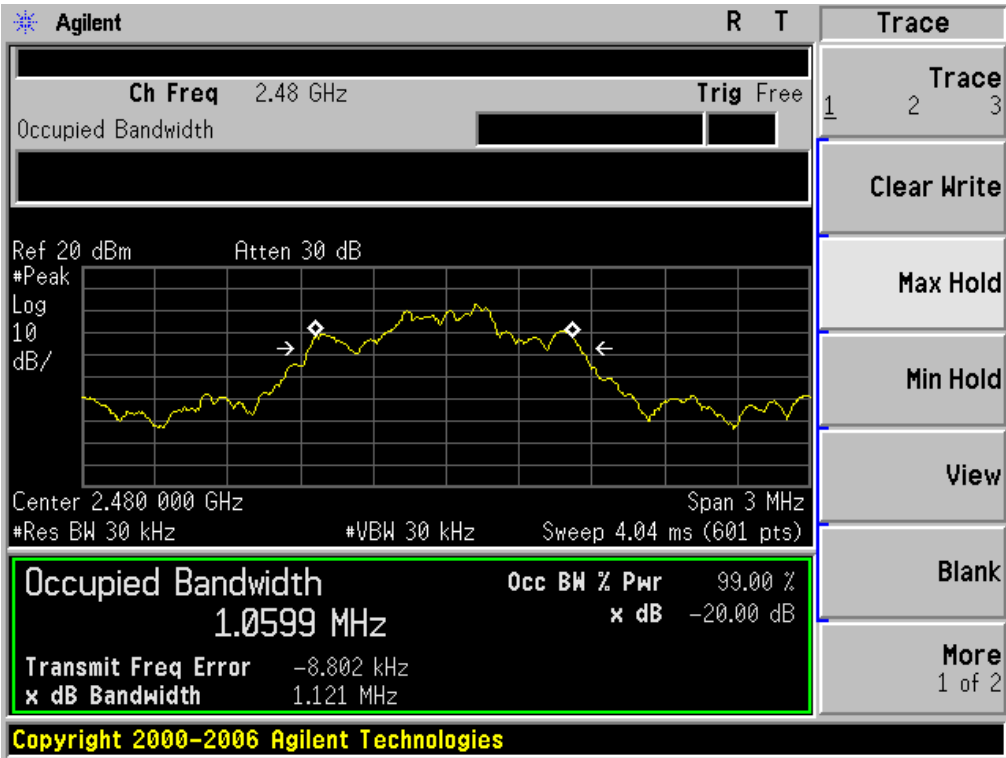 Agilent R T Trace
Ch Freq 2.48 GHz Trig Free
Occupied Bandwidth
Trace
1 2 3
Clear Write
Max Hold
Min Hold
View
Blank
More
1 of 2
Ref 20 dBm Atten 30 dB
#Peak
Log
10
dB/
Center 2.480 000 GHz Span 3 MHz
#Res BW 30 kHz #VBW 30 kHz Sweep 4.04 ms (601 pts)
Occupied Bandwidth Occ BW % Pwr 99.00 %
1.0599 MHz x dB -20.00 dB
Transmit Freq Error -8.802 kHz
x dB Bandwidth 1.121 MHz
Copyright 2000-2006 Agilent Technologies